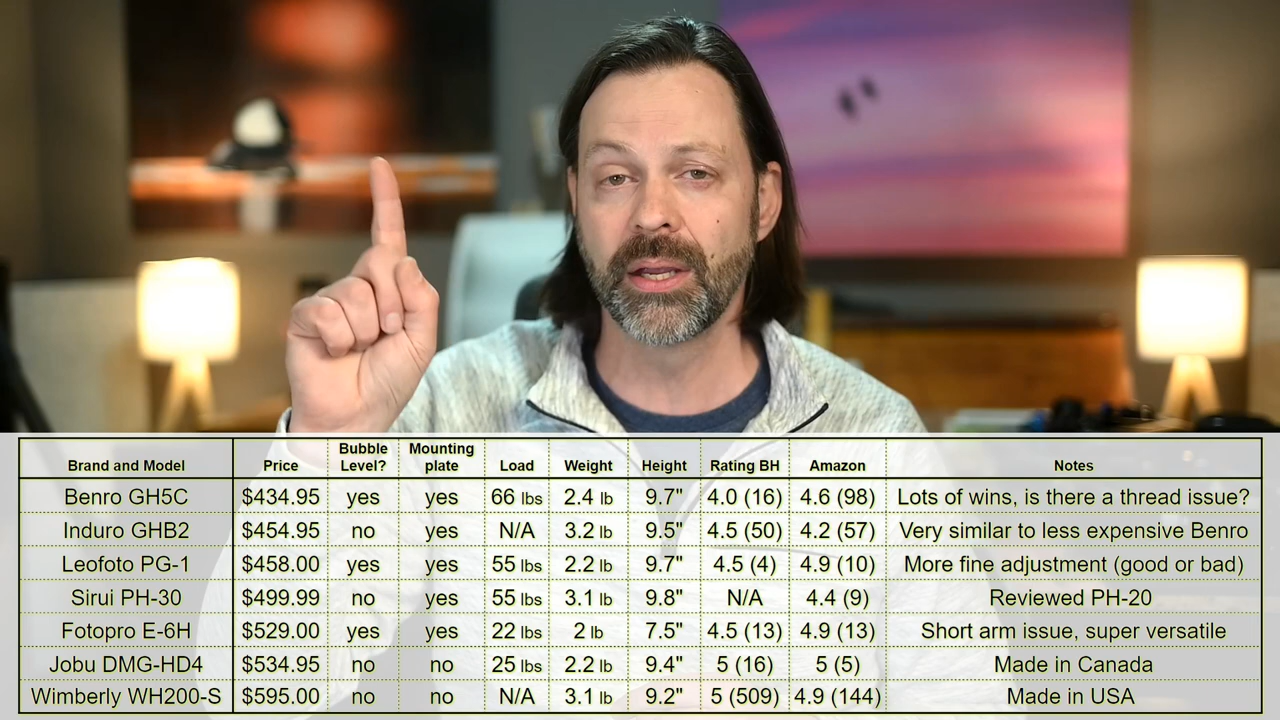 Brand and Model Price Bubble Level? Mounting plate Load Weight Height Rating BH Amazon Notes
Benro GH5C $434.95 yes yes 66 lbs 2.4 lb 9.7" 4.0 (16) 4.6 (98) Lots of wins, is there a thread issue?
Induro GHB2 $454.95 no yes N/A 3.2 lb 9.5" 4.5 (50) 4.2 (57) Very similar to less expensive Benro
Leofoto PG-1 $458.00 yes yes 55 lbs 2.2 lb 9.7" 4.5 (4) 4.9 (10) More fine adjustment (good or bad)
Sirui PH-30 $499.99 no yes 55 lbs 3.1 lb 9.8" N/A 4.4 (9) Reviewed PH-20
Fotopro E-6H $529.00 yes yes 22 lbs 2 lb 7.5" 4.5 (13) 4.9 (13) Short arm issue, super versatile
Jobu DMG-HD4 $534.95 no no 25 lbs 2.2 lb 9.4" 5 (16) 5 (5) Made in Canada
Wimberly WH200-S $595.00 no no N/A 3.1 lb 9.2" 5 (509) 4.9 (144) Made in USA